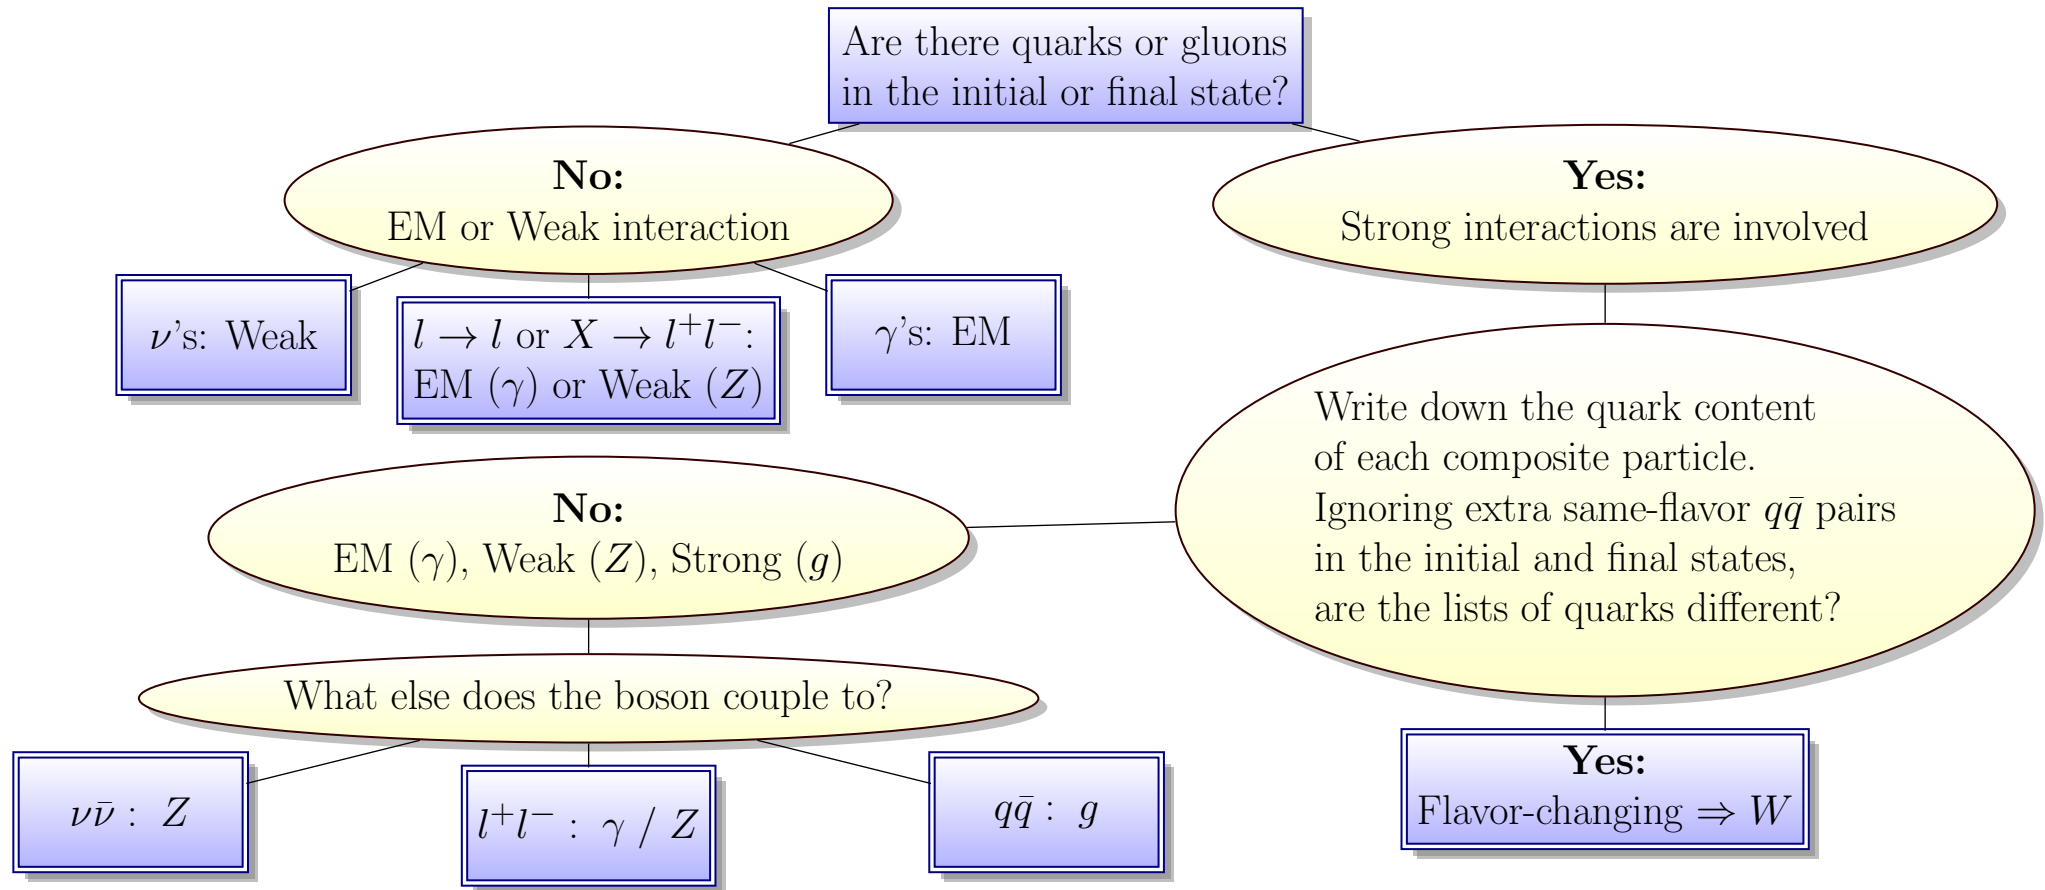 Are there quarks or gluons
in the initial or final state?
No:
EM or Weak interaction
Yes:
Strong interactions are involved
ν's: Weak
l → l or X → l⁺l⁻:
EM (γ) or Weak (Z)
γ's: EM
Write down the quark content
of each composite particle.
Ignoring extra same-flavor qq̄ pairs
in the initial and final states,
are the lists of quarks different?
No:
EM (γ), Weak (Z), Strong (g)
What else does the boson couple to?
νν̄ : Z
l⁺l⁻ : γ / Z
qq̄ : g
Yes:
Flavor-changing ⇒ W